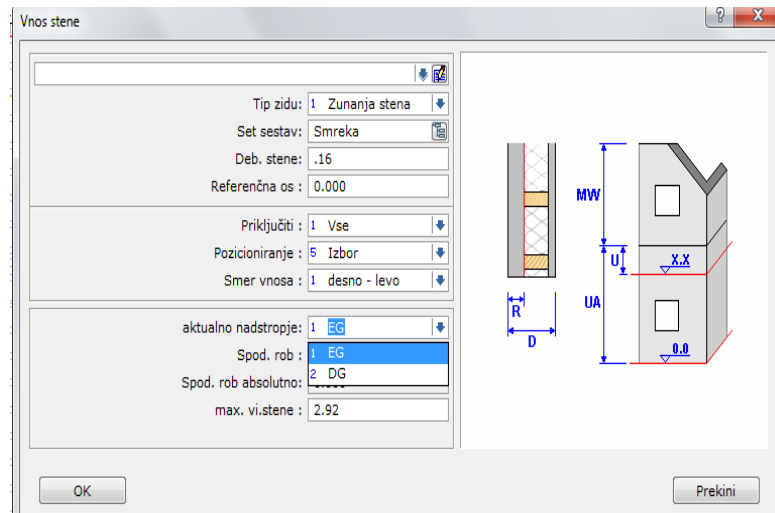 Vnos stene
? X
Tip zidu: 1 Zunanja stena
Set sestav: Smreka
Deb. stene: .16
Referenčna os : 0.000
Priključiti : 1 Vse
Pozicioniranje : 5 Izbor
Smer vnosa : 1 desno - levo
aktualno nadstropje: 1 EG
Spod. rob : 1 EG
2 DG
Spod. rob absolutno:
max. vi.stene : 2.92
MW
U X.X
UA
R
D
0.0
OK
Prekini